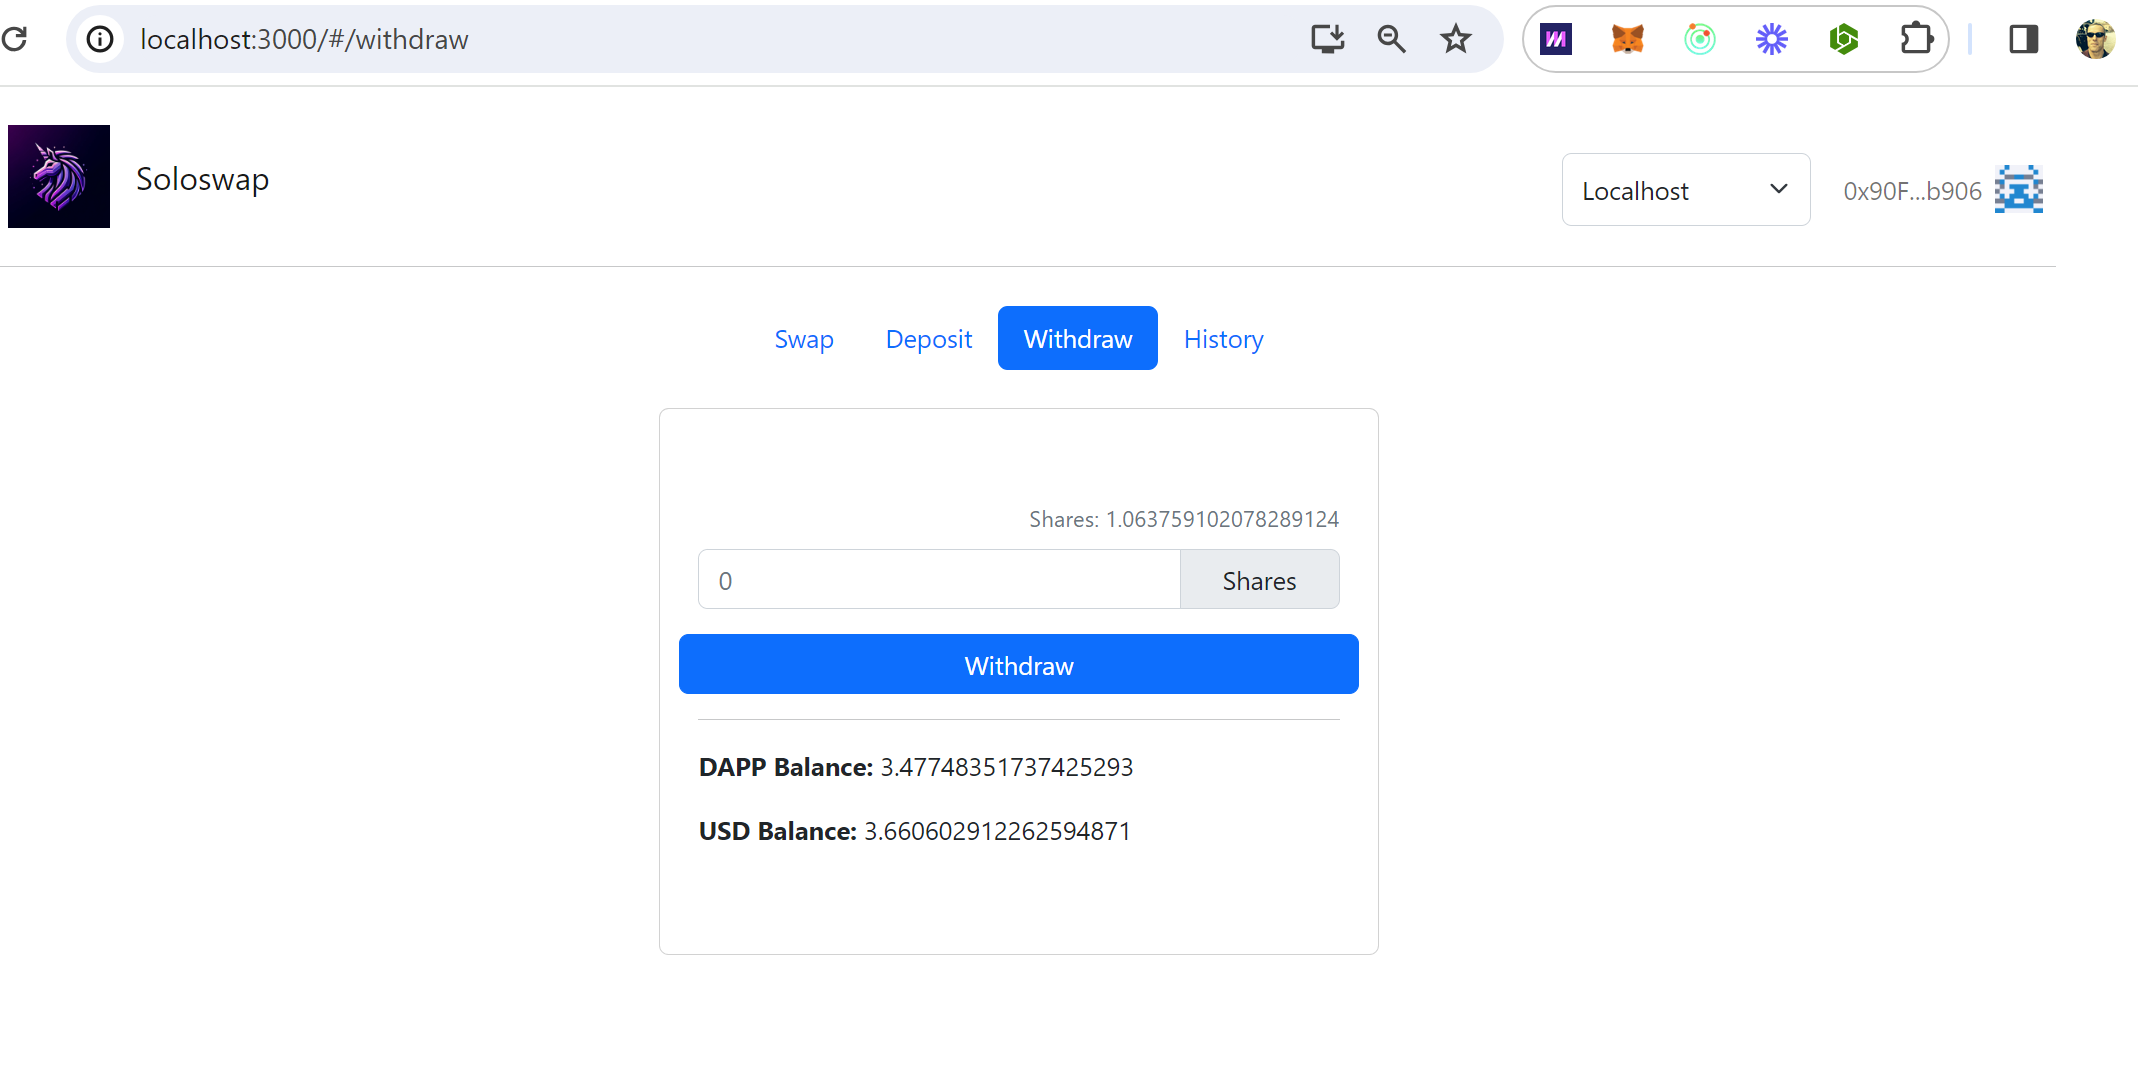 localhost:3000/#/withdraw
Soloswap
Localhost
0x90F...b906
Swap Deposit Withdraw History
Shares: 1.063759102078289124
0 Shares
Withdraw
DAPP Balance: 3.47748351737425293
USD Balance: 3.660602912262594871